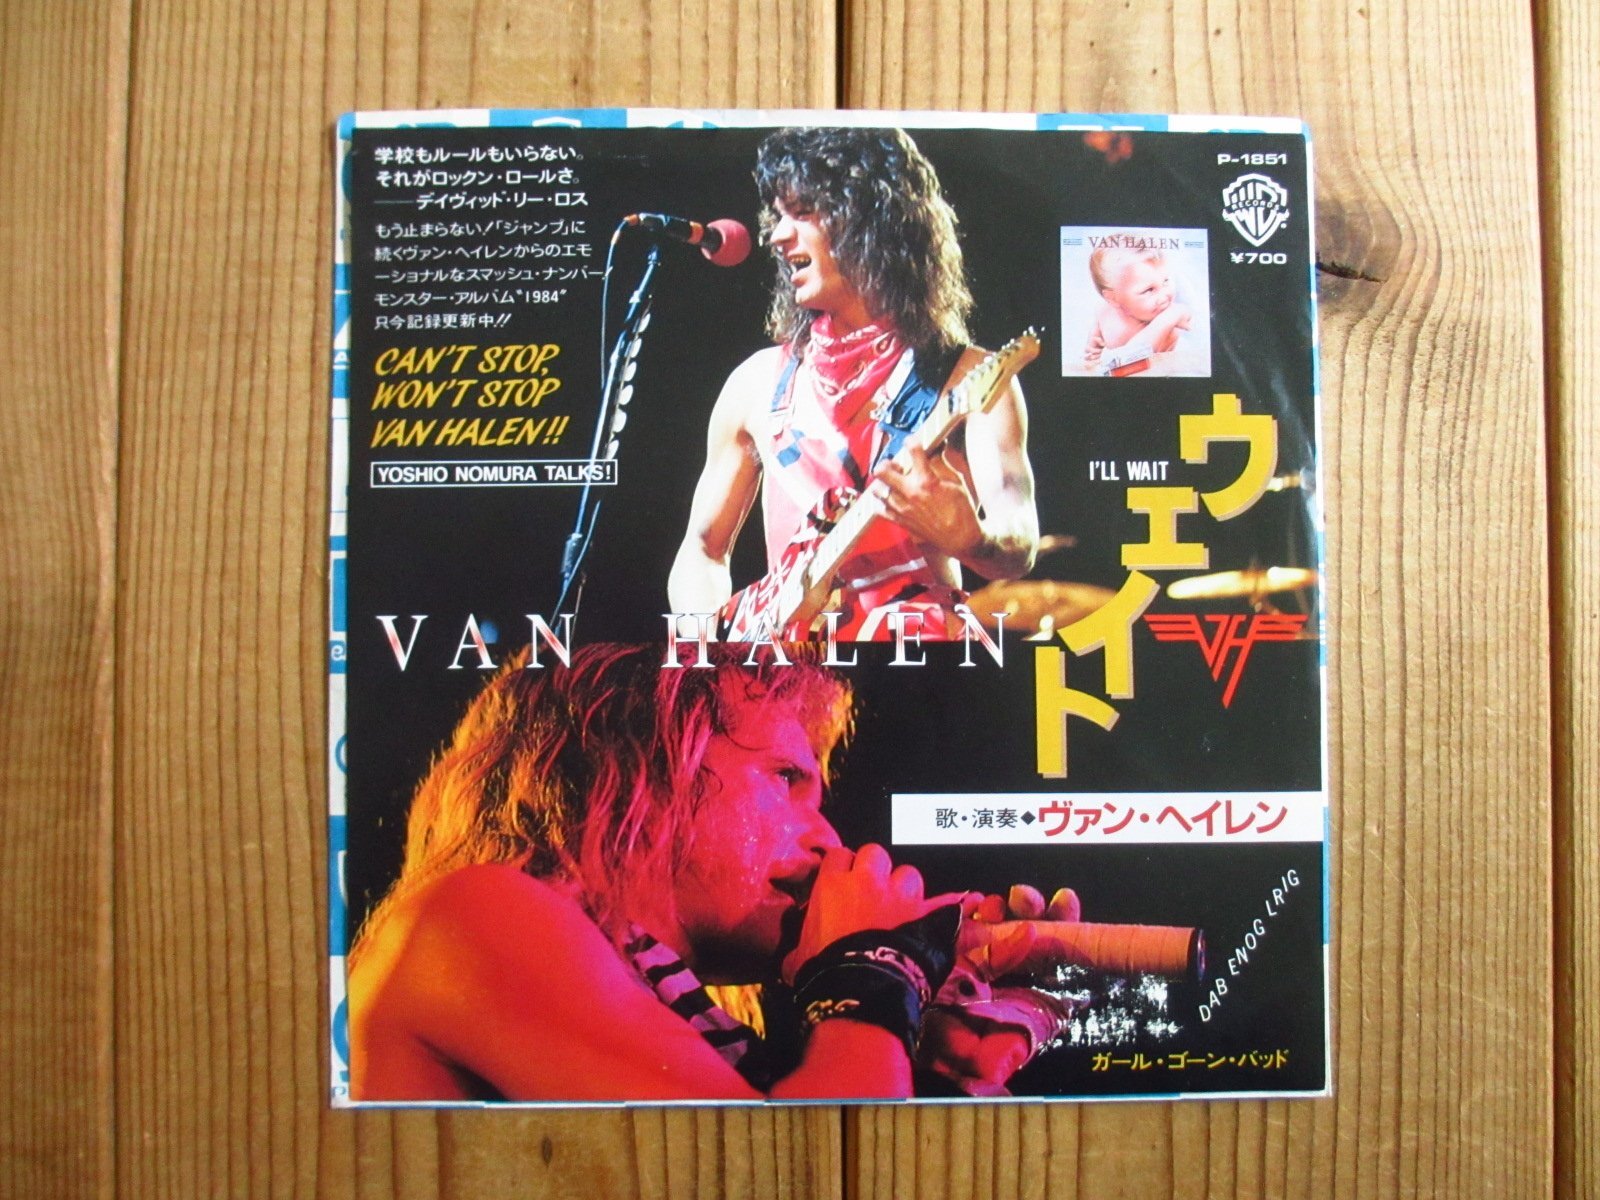 学校もルールもいらない。
それがロックン・ロールさ。
——デイヴィッド・リー・ロス
もう止まらない!「ジャンプ」に
続くヴァン・ヘイレンからのエモ
ーショナルなスマッシュ・ナンバー!
モンスター・アルバム"1984"
只今記録更新中!!
CAN'T STOP,
WON'T STOP
VAN HALEN!!
YOSHIO NOMURA TALKS!
P-1851
RECORDS
¥700
VAN HALEN
I'LL WAIT
ウェイト
VAN HALEN
VH
歌・演奏◆ヴァン・ヘイレン
DAB ENOG LRIG
ガール・ゴーン・バッド